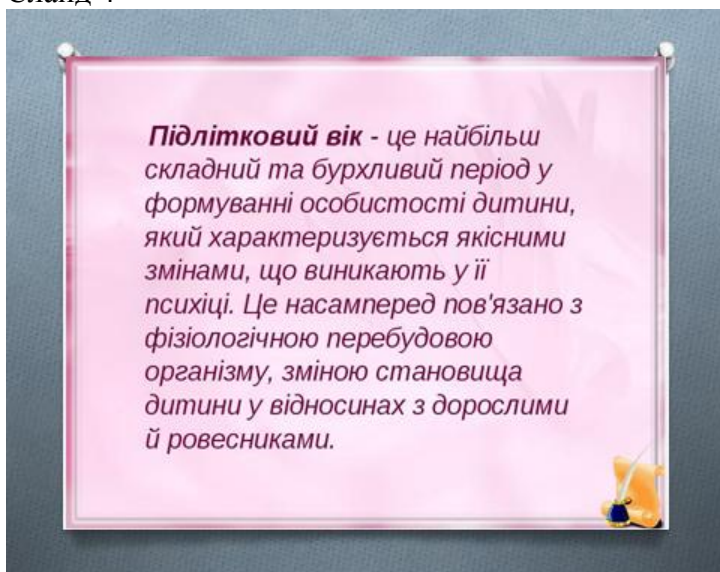 Підлітковий вік - це найбільш
складний та бурхливий період у
формуванні особистості дитини,
який характеризується якісними
змінами, що виникають у її
психіці. Це насамперед пов'язано з
фізіологічною перебудовою
організму, зміною становища
дитини у відносинах з дорослими
й ровесниками.